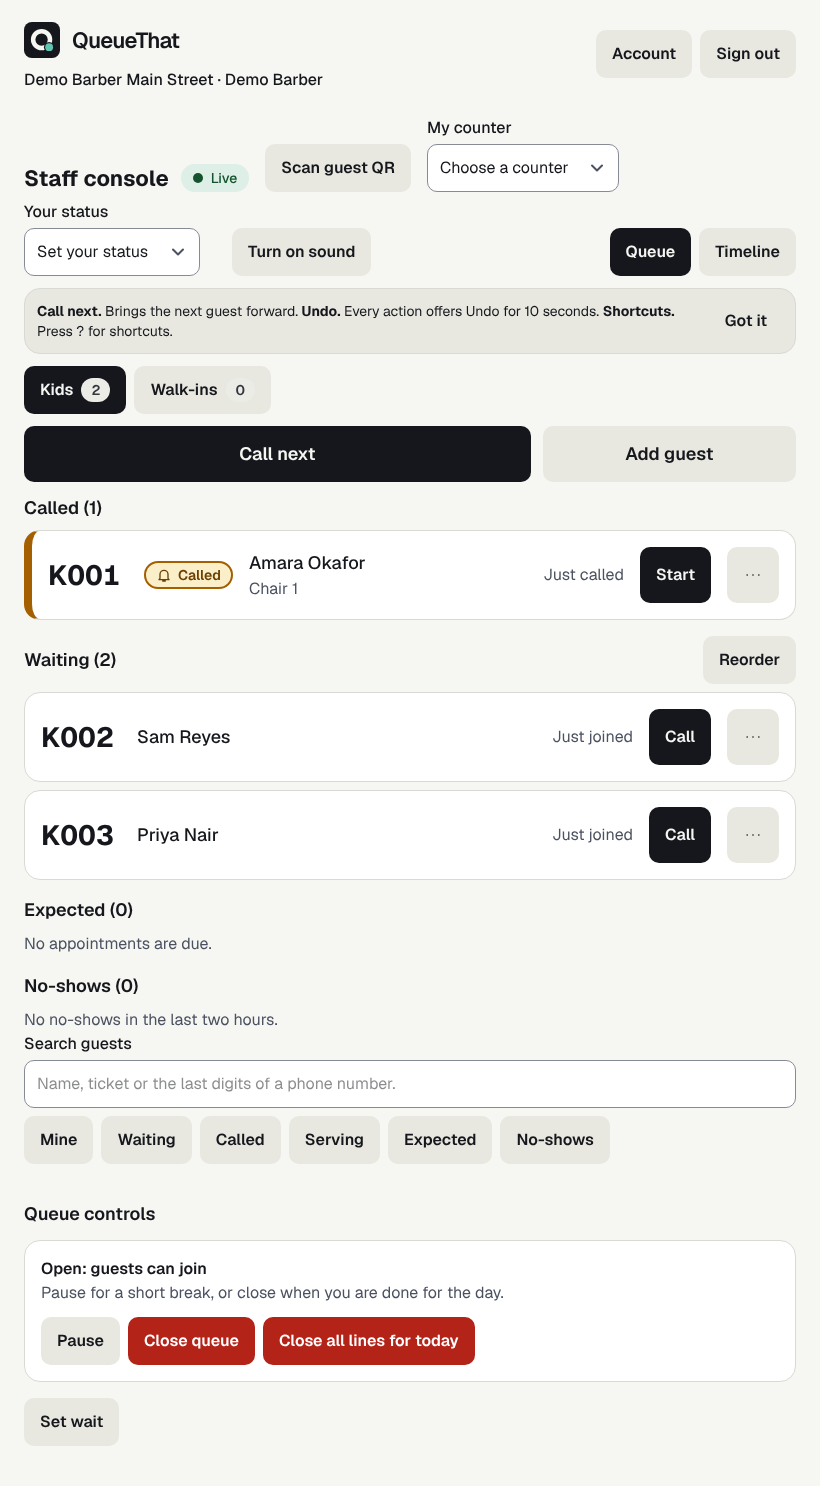 QueueThat
Demo Barber Main Street · Demo Barber
Account
Sign out
Staff console
Live
Scan guest QR
My counter
Choose a counter
Your status
Set your status
Turn on sound
Queue
Timeline
Call next. Brings the next guest forward. Undo. Every action offers Undo for 10 seconds. Shortcuts.
Press ? for shortcuts.
Got it
Kids 2
Walk-ins 0
Call next
Add guest
Called (1)
K001
Called
Amara Okafor
Chair 1
Just called
Start
···
Waiting (2)
Reorder
K002
Sam Reyes
Just joined
Call
···
K003
Priya Nair
Just joined
Call
···
Expected (0)
No appointments are due.
No-shows (0)
No no-shows in the last two hours.
Search guests
Name, ticket or the last digits of a phone number.
Mine
Waiting
Called
Serving
Expected
No-shows
Queue controls
Open: guests can join
Pause for a short break, or close when you are done for the day.
Pause
Close queue
Close all lines for today
Set wait